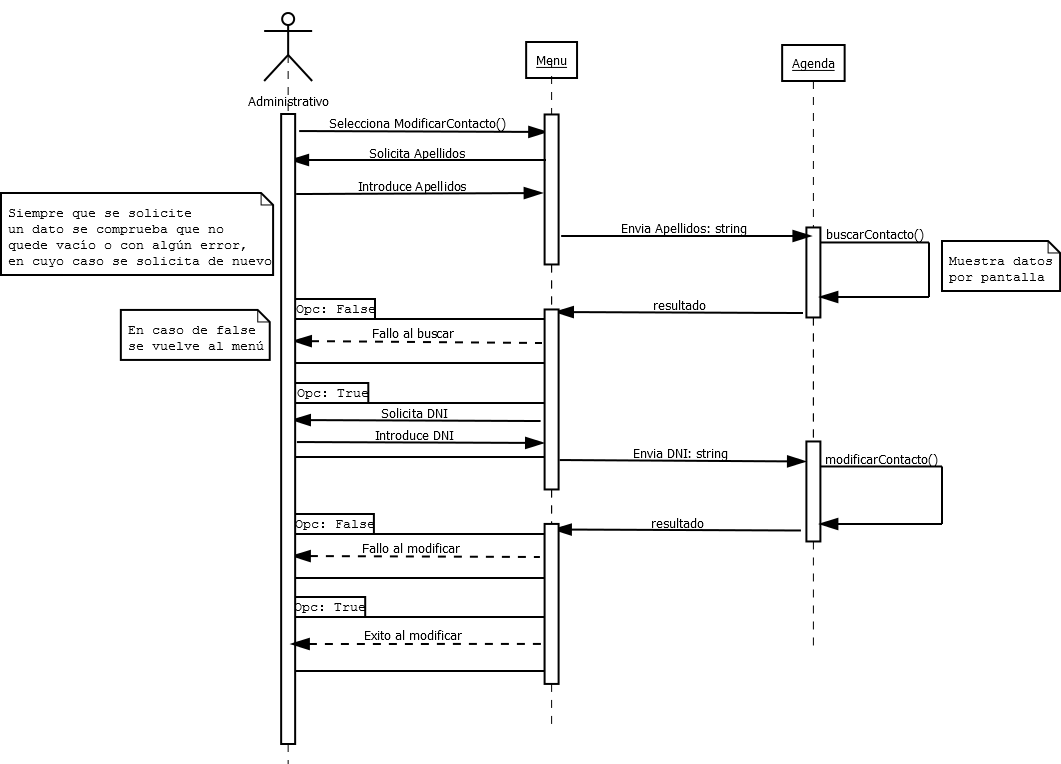 Menu
Agenda
Administrativo
Selecciona ModificarContacto()
Solicita Apellidos
Introduce Apellidos
Siempre que se solicite
un dato se comprueba que no
quede vacío o con algún error,
en cuyo caso se solicita de nuevo
Envia Apellidos: string
buscarContacto()
Muestra datos
por pantalla
Opc: False
resultado
En caso de false
se vuelve al menú
Fallo al buscar
Opc: True
Solicita DNI
Introduce DNI
Envia DNI: string
modificarContacto()
Opc: False
resultado
Fallo al modificar
Opc: True
Exito al modificar